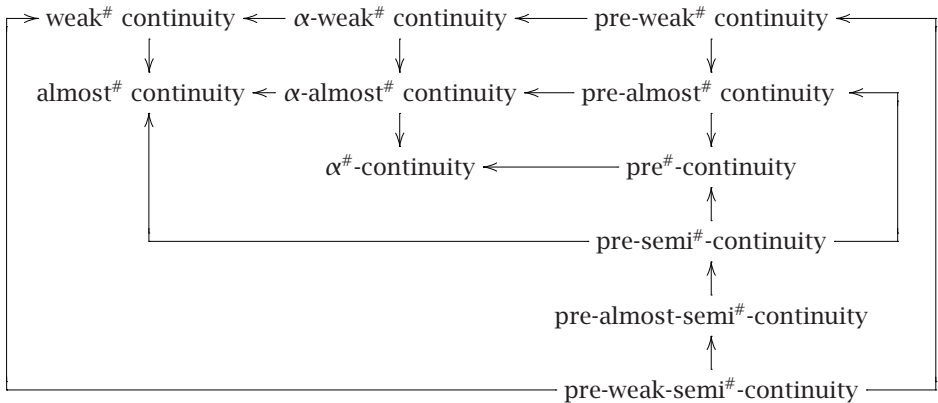 weak# continuity α-weak# continuity pre-weak# continuity
almost# continuity α-almost# continuity pre-almost# continuity
α#-continuity pre#-continuity
pre-semi#-continuity
pre-almost-semi#-continuity
pre-weak-semi#-continuity